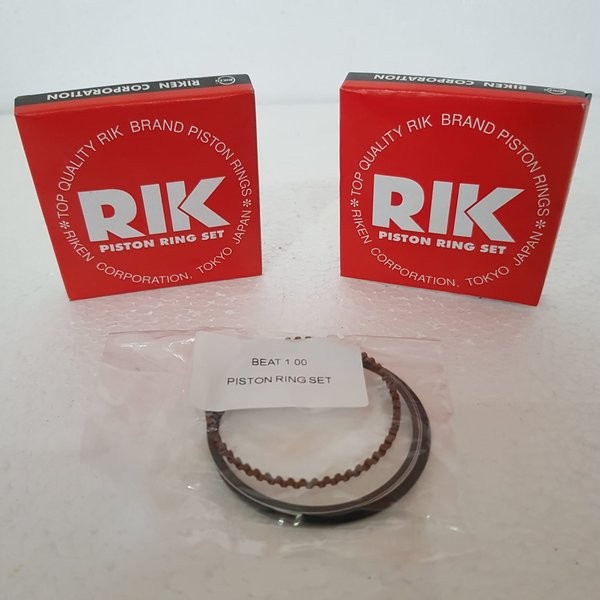 RIKEN CORPORATION
TOP QUALITY RIK BRAND PISTON RINGS
RIK
PISTON RING SET
* RIKEN CORPORATION, TOKYO JAPAN *
RIKEN CORPORATION
TOP QUALITY RIK BRAND PISTON RINGS
RIK
PISTON RING SET
* RIKEN CORPORATION, TOKYO JAPAN *
BEAT 1 00
PISTON RING SET